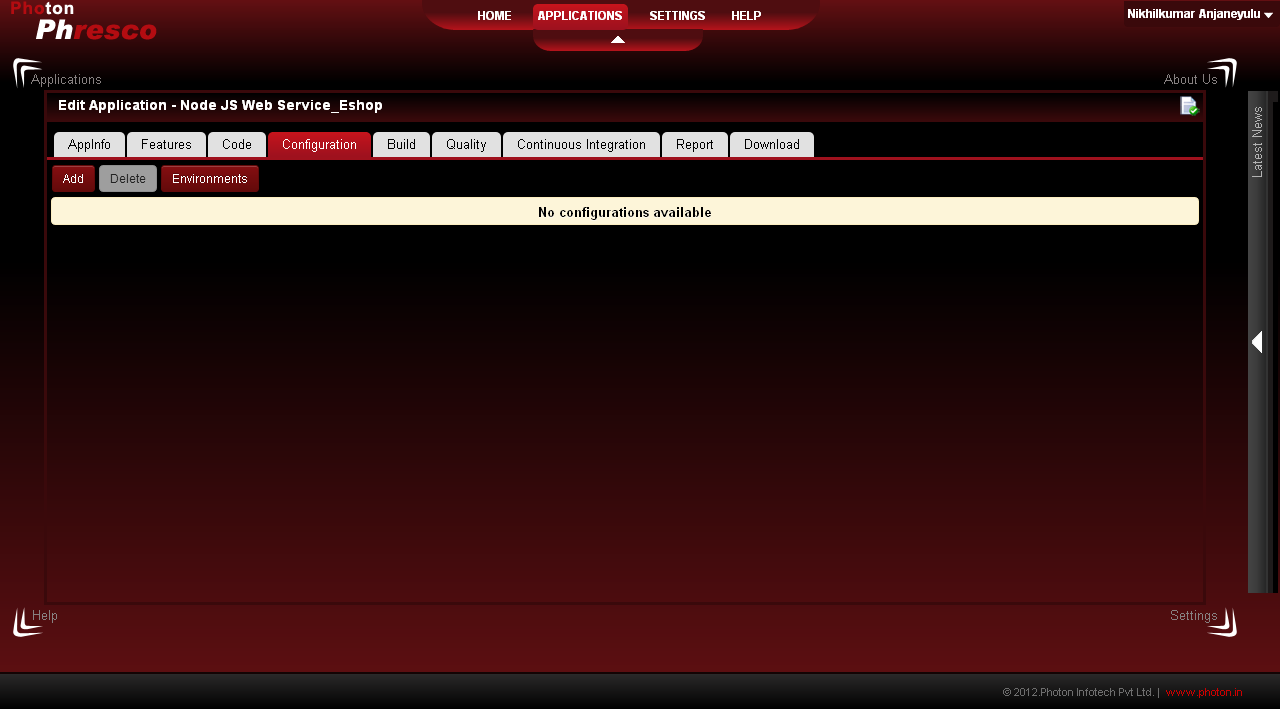 Photon
Phresco
HOME APPLICATIONS SETTINGS HELP
Nikhilkumar Anjaneyulu
Applications
About Us
Edit Application - Node JS Web Service_Eshop
AppInfo Features Code Configuration Build Quality Continuous Integration Report Download
Add Delete Environments
No configurations available
Latest News
Help
Settings
© 2012.Photon Infotech Pvt Ltd. | www.photon.in